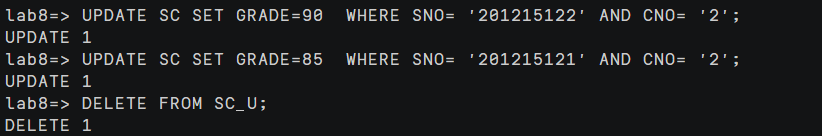 lab8=> UPDATE SC SET GRADE=90  WHERE SNO= '201215122' AND CNO= '2';
UPDATE 1
lab8=> UPDATE SC SET GRADE=85  WHERE SNO= '201215121' AND CNO= '2';
UPDATE 1
lab8=> DELETE FROM SC_U;
DELETE 1